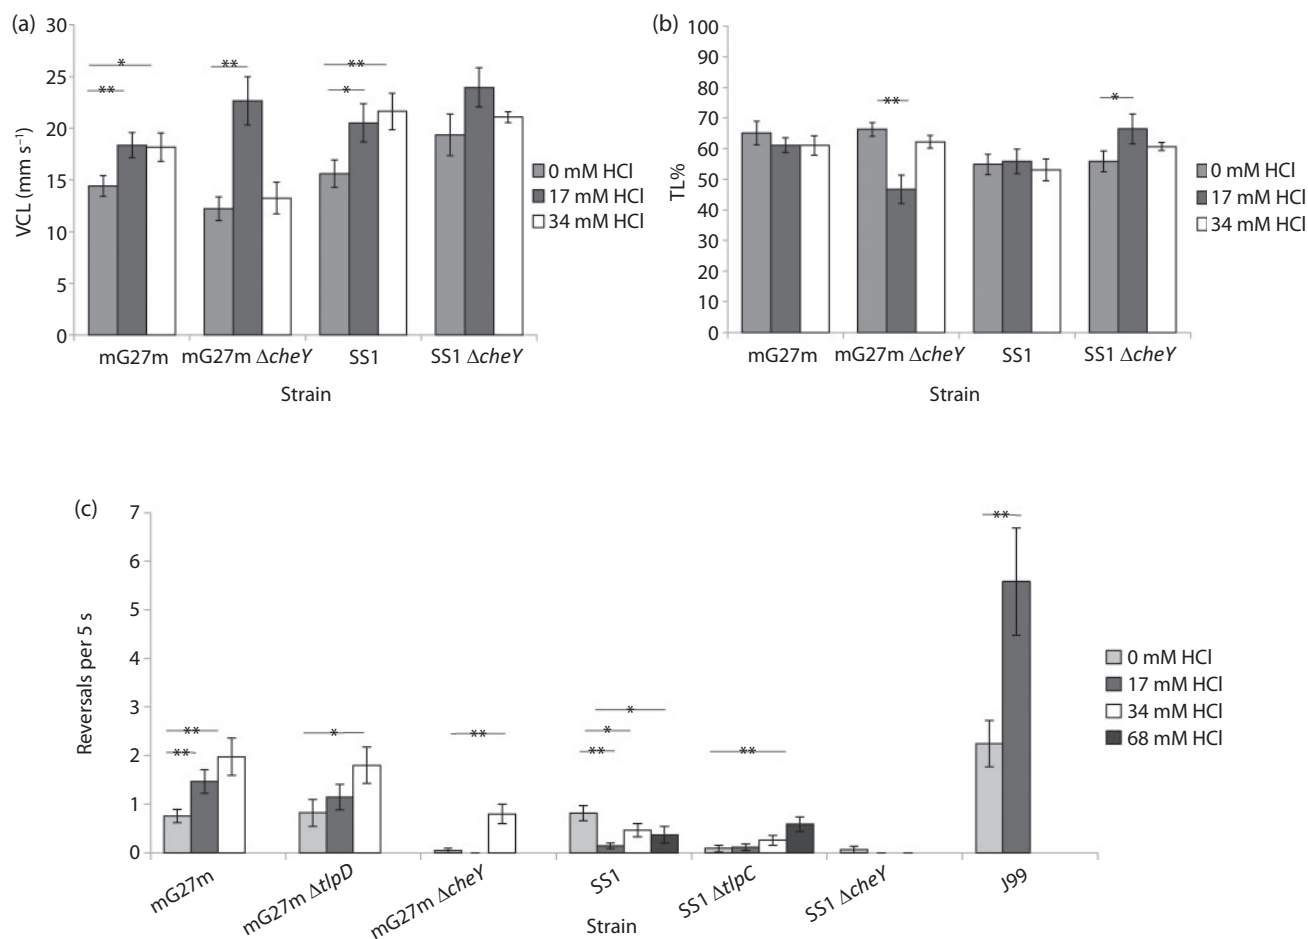 (a)
30
25
20
15
10
5
0
VCL (mm s⁻¹)
*
**
**
**
*
mG27m
mG27m ΔcheY
SS1
SS1 ΔcheY
Strain
0 mM HCl
17 mM HCl
34 mM HCl
(b)
100
90
80
70
60
50
40
30
20
10
0
TL%
**
*
mG27m
mG27m ΔcheY
SS1
SS1 ΔcheY
Strain
0 mM HCl
17 mM HCl
34 mM HCl
(c)
7
6
5
4
3
2
1
0
Reversals per 5 s
**
**
*
**
*
*
**
**
**
mG27m
mG27m ΔtlpD
mG27m ΔcheY
SS1
SS1 ΔtlpC
SS1 ΔcheY
J99
Strain
0 mM HCl
17 mM HCl
34 mM HCl
68 mM HCl